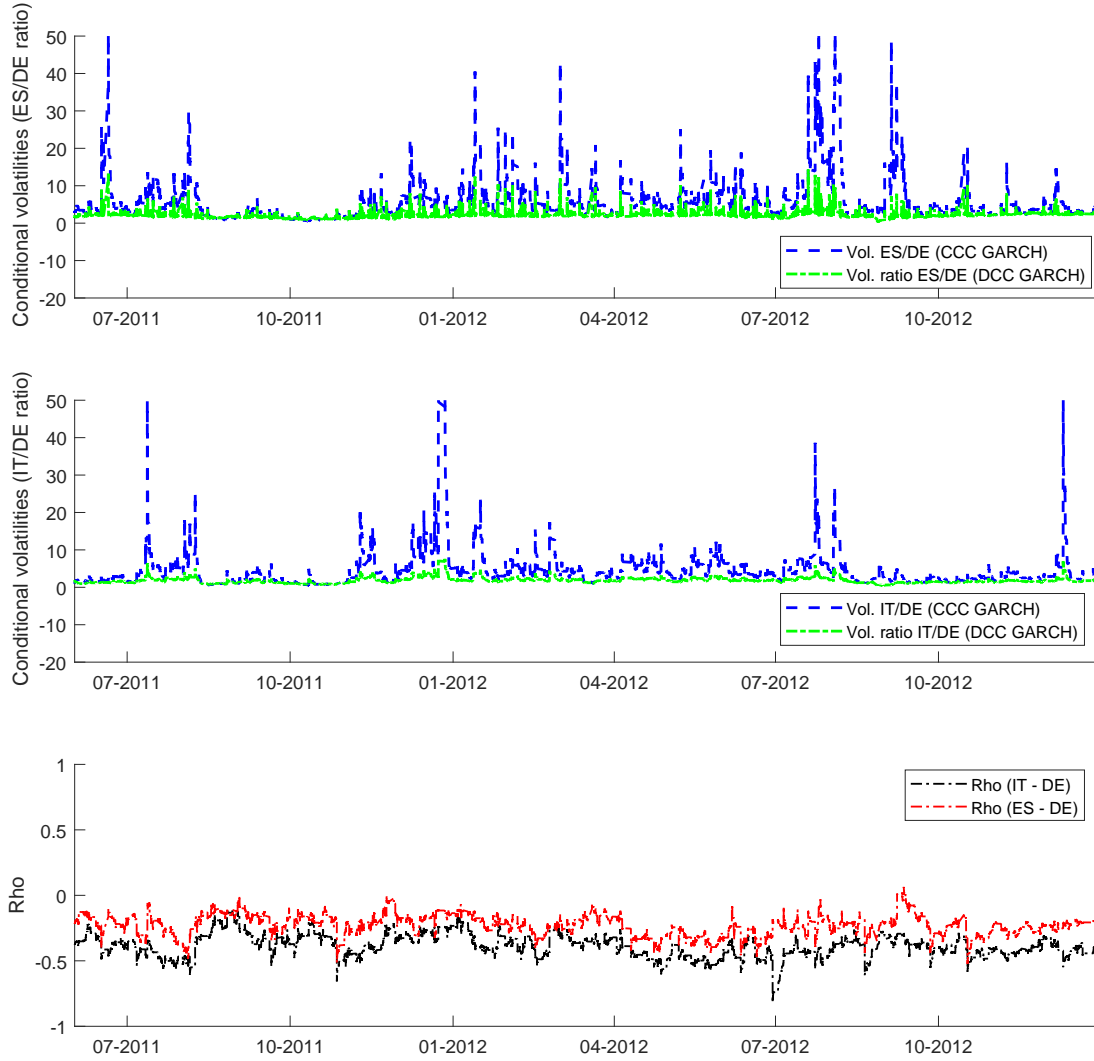 Conditional volatilities (ES/DE ratio)
50
40
30
20
10
0
-10
-20
Vol. ES/DE (CCC GARCH)
Vol. ratio ES/DE (DCC GARCH)
07-2011 10-2011 01-2012 04-2012 07-2012 10-2012
Conditional volatilities (IT/DE ratio)
50
40
30
20
10
0
-10
-20
Vol. IT/DE (CCC GARCH)
Vol. ratio IT/DE (DCC GARCH)
07-2011 10-2011 01-2012 04-2012 07-2012 10-2012
Rho
1
0.5
0
-0.5
-1
Rho (IT - DE)
Rho (ES - DE)
07-2011 10-2011 01-2012 04-2012 07-2012 10-2012